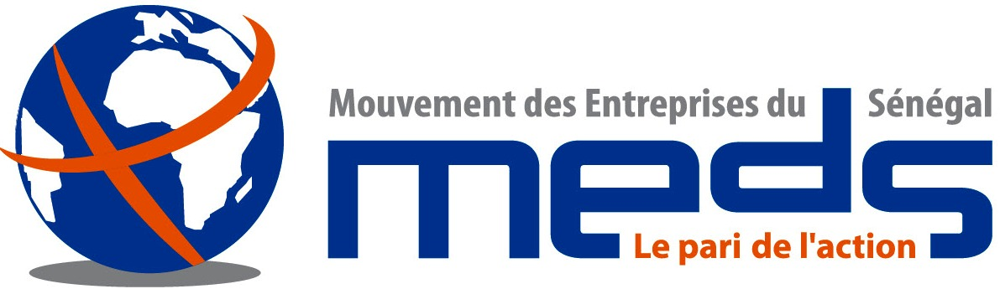 Mouvement des Entreprises du Sénégal
meds
Le pari de l'action